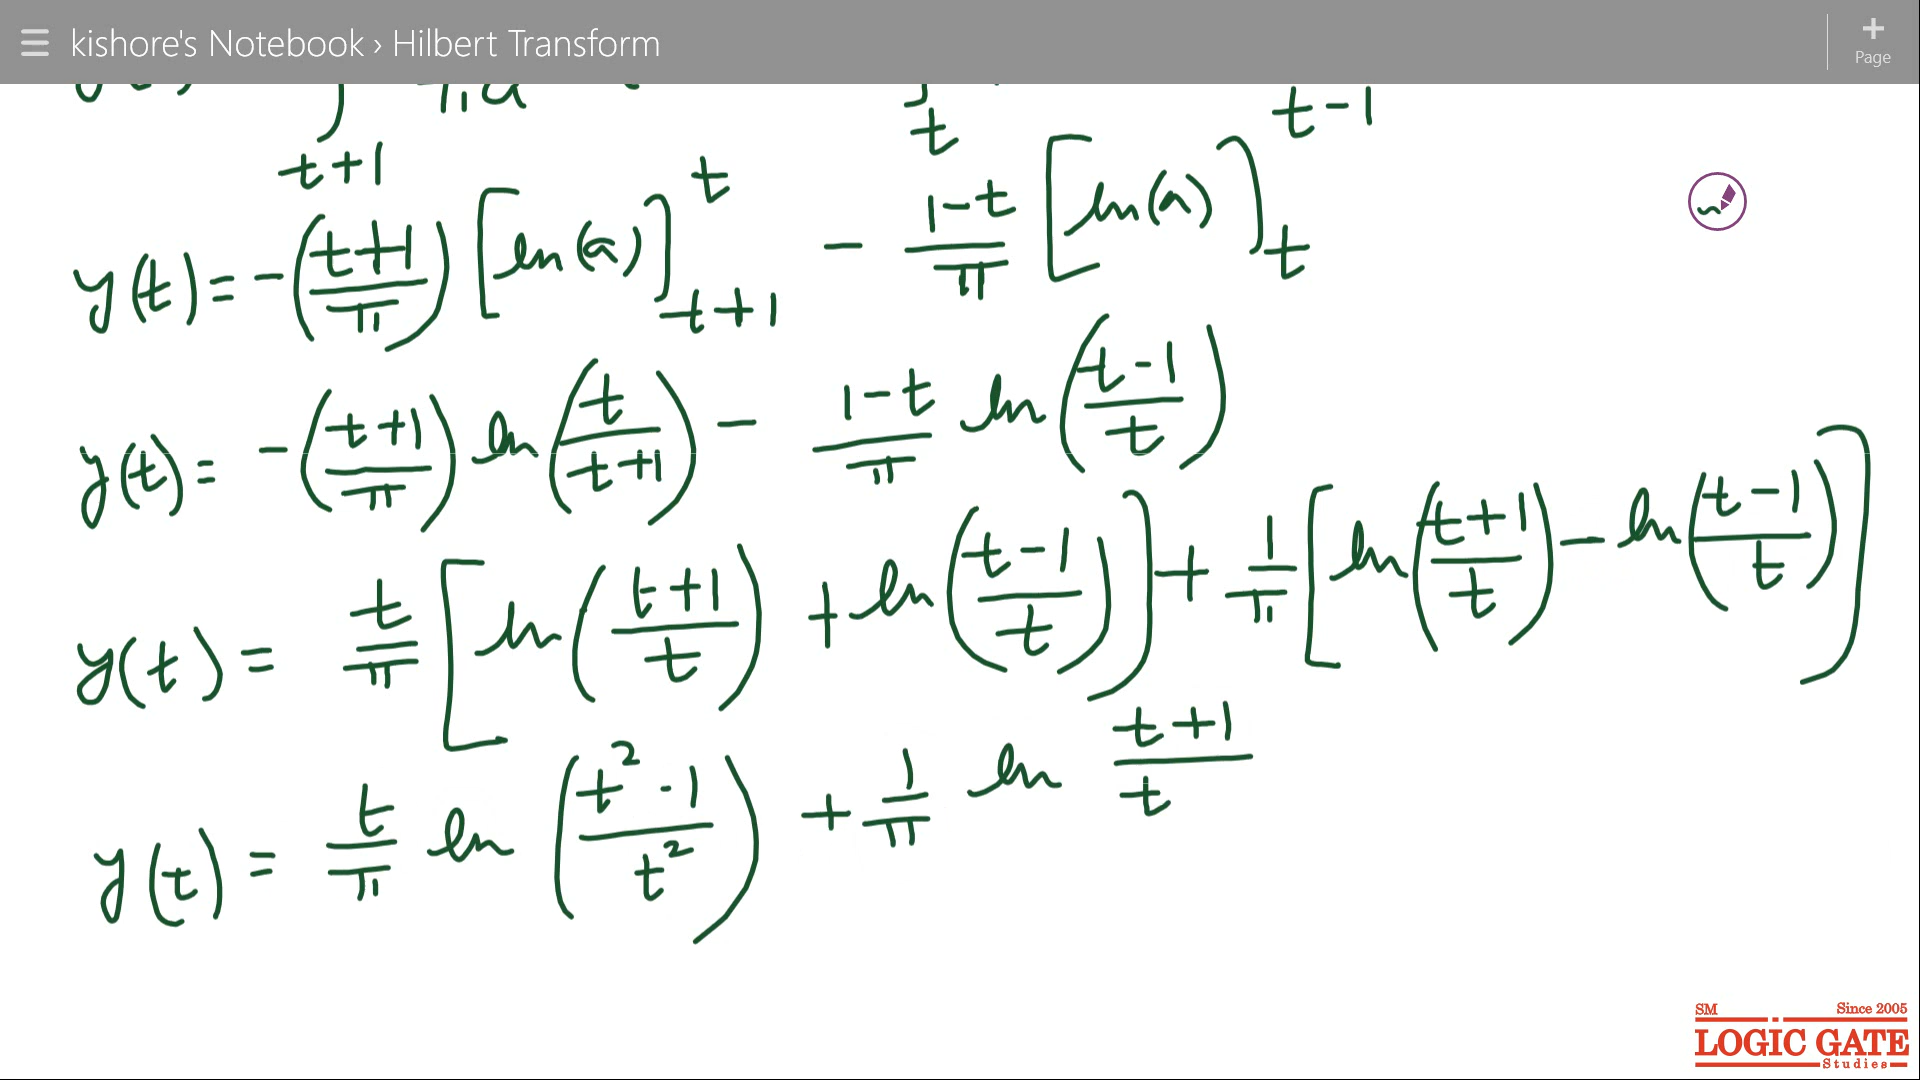 kishore's Notebook › Hilbert Transform
+
Page
t+1
t
t-1
y(t) = -((t+1)/π) [ln(a)]_{t+1}^{t} - (1-t)/π [ln(a)]_{t}
y(t) = -((t+1)/π) ln(t/(t+1)) - (1-t)/π ln((t-1)/t)
y(t) = t/π [ln((t+1)/t) + ln((t-1)/t)] + 1/π [ln((t+1)/t) - ln((t-1)/t)]
y(t) = t/π ln((t²-1)/t²) + 1/π ln (t+1)/t
SM
Since 2005
LOGIC GATE
Studies